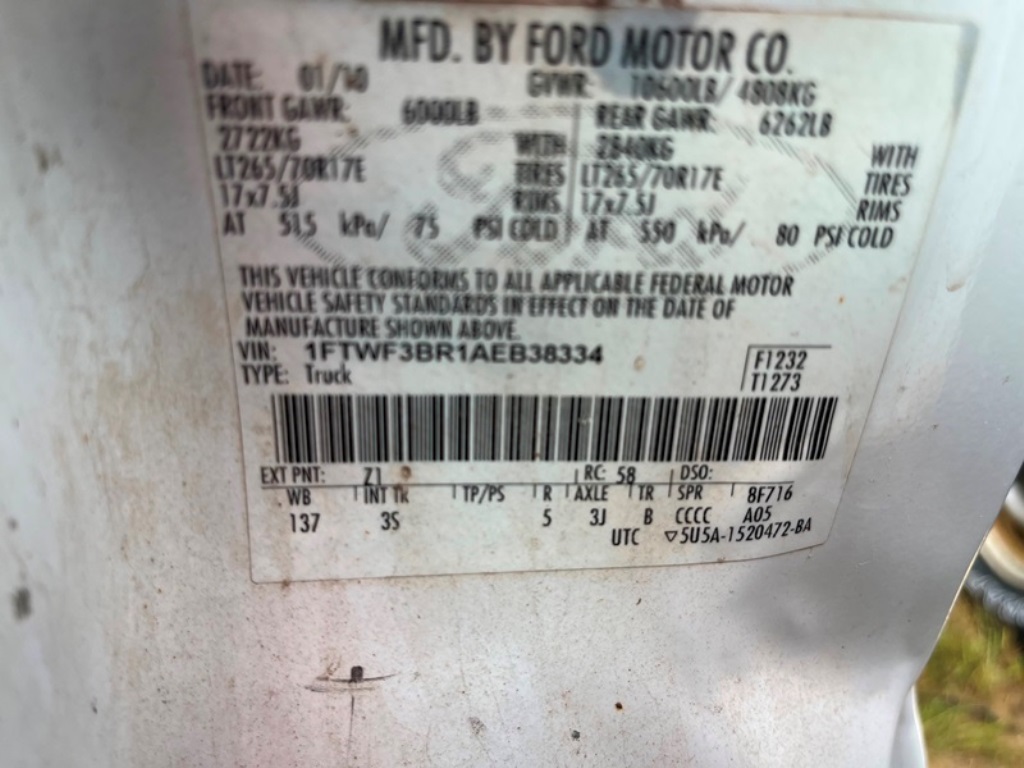 MFD. BY FORD MOTOR CO.
DATE: 01/10 GVWR: 10600LB/ 4808KG
FRONT GAWR: 6000LB REAR GAWR: 6262LB
2722KG WITH 2840KG WITH
LT265/70R17E TIRES LT265/70R17E TIRES
17x7.5J RIMS 17x7.5J RIMS
AT 515 kPa/ 75 PSI COLD AT 550 kPa/ 80 PSI COLD
THIS VEHICLE CONFORMS TO ALL APPLICABLE FEDERAL MOTOR
VEHICLE SAFETY STANDARDS IN EFFECT ON THE DATE OF
MANUFACTURE SHOWN ABOVE.
VIN: 1FTWF3BR1AEB38334 F1232
TYPE: Truck T1273
EXT PNT: Z1 RC: 58 DSO:
WB INT TR TP/PS R AXLE TR SPR 8F716
137 3S 5 3J B CCCC A05
UTC ▽5U5A-1520472-BA